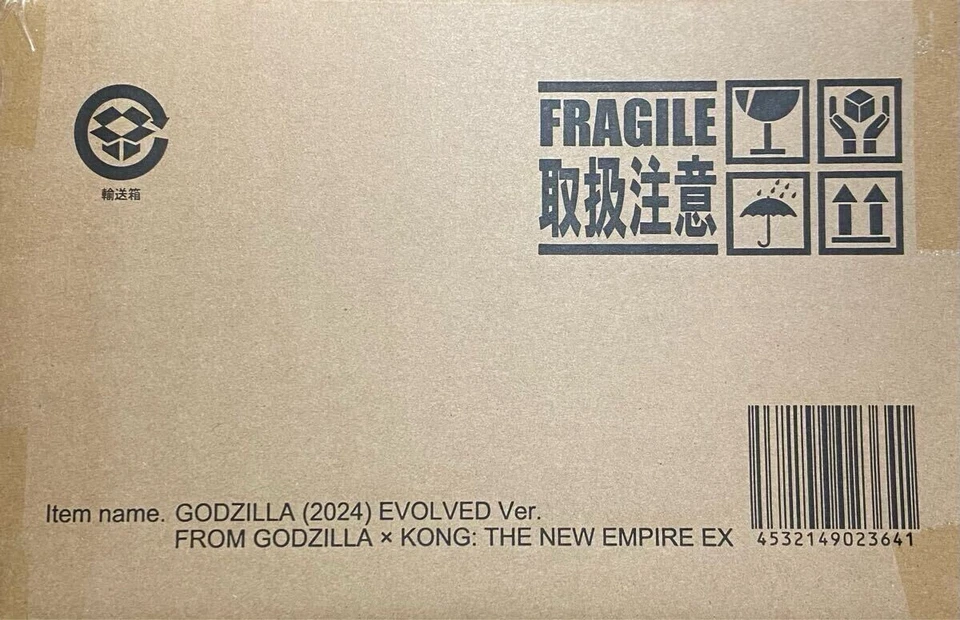 輸送箱
FRAGILE
取扱注意
Item name. GODZILLA (2024) EVOLVED Ver.
FROM GODZILLA × KONG: THE NEW EMPIRE EX
4532149023641